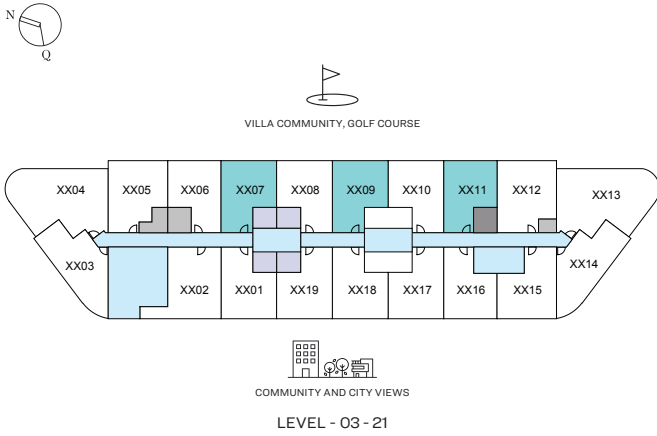 N
Q
VILLA COMMUNITY, GOLF COURSE
XX04 XX05 XX06 XX07 XX08 XX09 XX10 XX11 XX12 XX13
XX03 XX14
XX02 XX01 XX19 XX18 XX17 XX16 XX15
COMMUNITY AND CITY VIEWS
LEVEL - 03 - 21